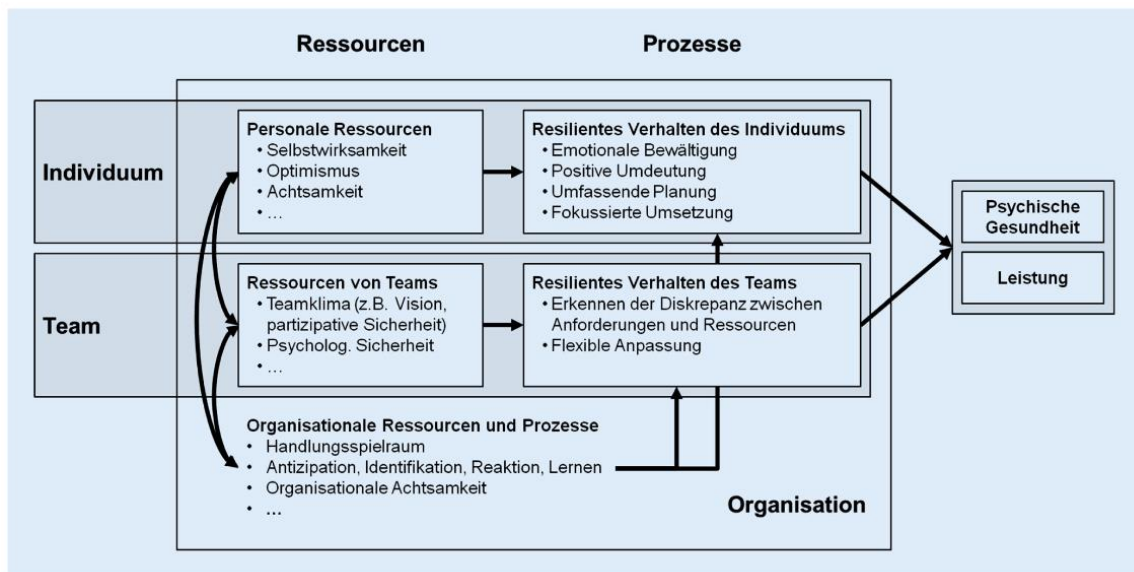 Ressourcen
Prozesse
Individuum
Personale Ressourcen
• Selbstwirksamkeit
• Optimismus
• Achtsamkeit
• ...
Resilientes Verhalten des Individuums
• Emotionale Bewältigung
• Positive Umdeutung
• Umfassende Planung
• Fokussierte Umsetzung
Team
Ressourcen von Teams
• Teamklima (z.B. Vision,
partizipative Sicherheit)
• Psycholog. Sicherheit
• ...
Resilientes Verhalten des Teams
• Erkennen der Diskrepanz zwischen
Anforderungen und Ressourcen
• Flexible Anpassung
Psychische
Gesundheit
Leistung
Organisationale Ressourcen und Prozesse
• Handlungsspielraum
• Antizipation, Identifikation, Reaktion, Lernen
• Organisationale Achtsamkeit
• ...
Organisation